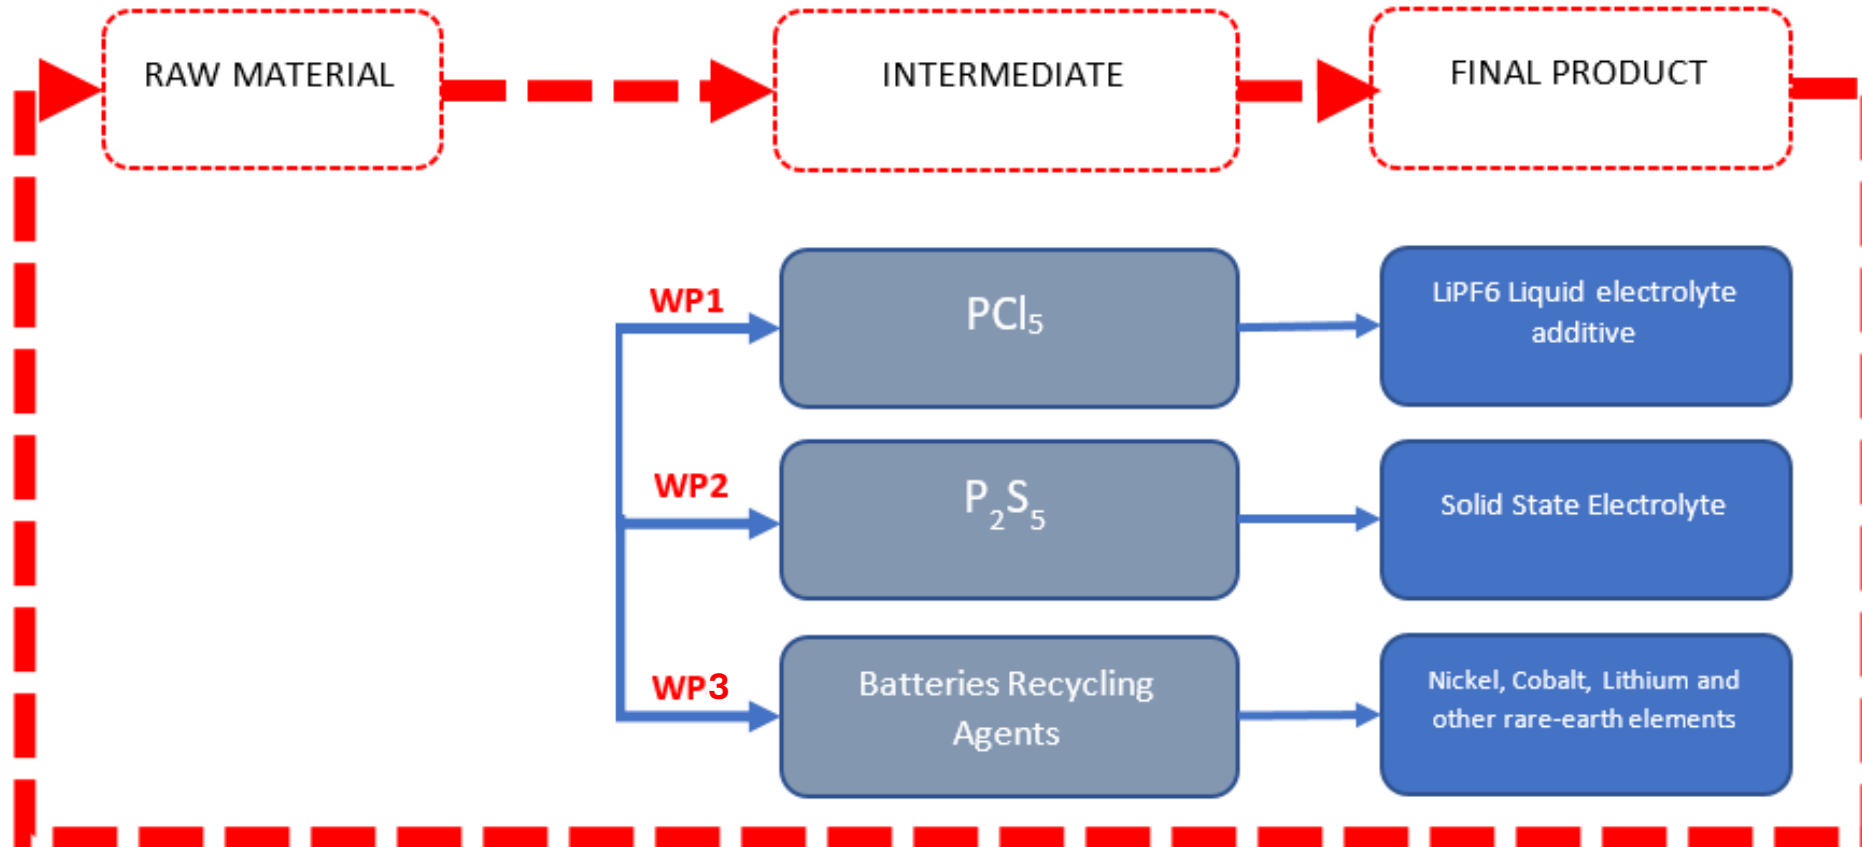 RAW MATERIAL
INTERMEDIATE
FINAL PRODUCT
WP1
PCl₅
LiPF6 Liquid electrolyte
additive
WP2
P₂S₅
Solid State Electrolyte
WP3
Batteries Recycling
Agents
Nickel, Cobalt, Lithium and
other rare-earth elements